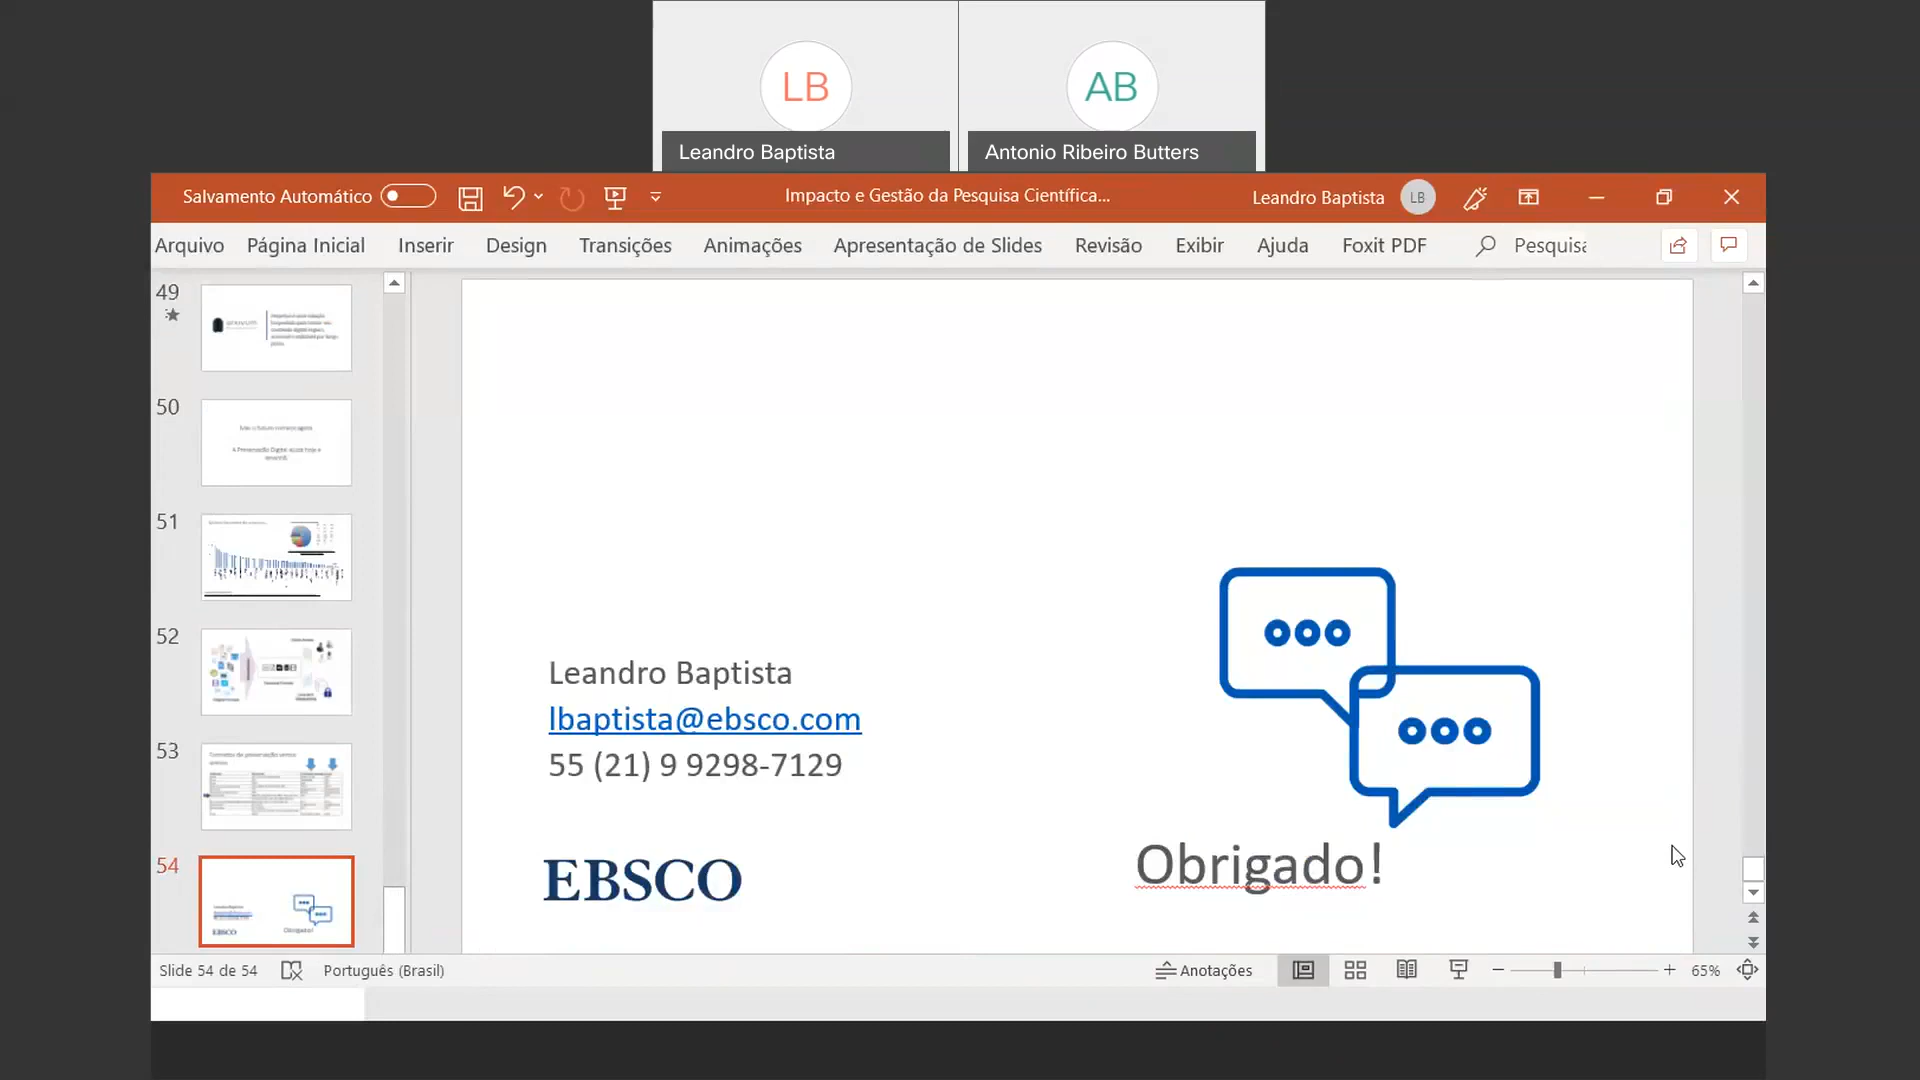 LB
AB
Leandro Baptista
Antonio Ribeiro Butters
Salvamento Automático
Impacto e Gestão da Pesquisa Científica...
Leandro Baptista
LB
Arquivo
Página Inicial
Inserir
Design
Transições
Animações
Apresentação de Slides
Revisão
Exibir
Ajuda
Foxit PDF
Pesquisa
49
50
51
52
53
54
Leandro Baptista
lbaptista@ebsco.com
55 (21) 9 9298-7129
EBSCO
Obrigado!
EBSCO
Obrigado!
Slide 54 de 54
Português (Brasil)
Anotações
65%